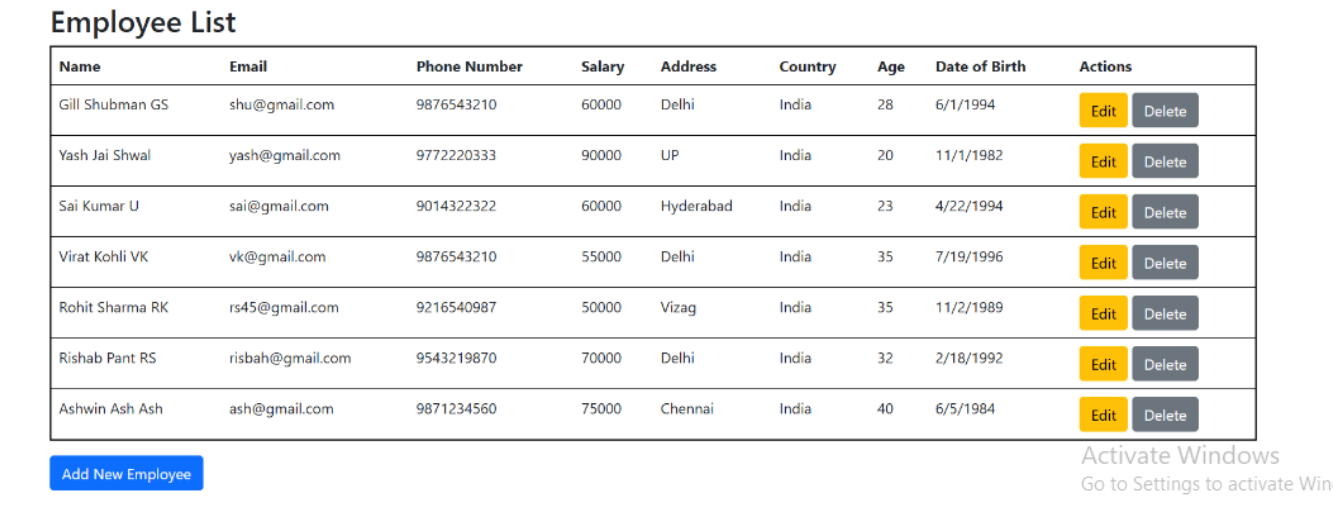 Employee List
Name Email Phone Number Salary Address Country Age Date of Birth Actions
Gill Shubman GS shu@gmail.com 9876543210 60000 Delhi India 28 6/1/1994 Edit Delete
Yash Jai Shwal yash@gmail.com 9772220333 90000 UP India 20 11/1/1982 Edit Delete
Sai Kumar U sai@gmail.com 9014322322 60000 Hyderabad India 23 4/22/1994 Edit Delete
Virat Kohli VK vk@gmail.com 9876543210 55000 Delhi India 35 7/19/1996 Edit Delete
Rohit Sharma RK rs45@gmail.com 9216540987 50000 Vizag India 35 11/2/1989 Edit Delete
Rishab Pant RS risbah@gmail.com 9543219870 70000 Delhi India 32 2/18/1992 Edit Delete
Ashwin Ash Ash ash@gmail.com 9871234560 75000 Chennai India 40 6/5/1984 Edit Delete
Add New Employee
Activate Windows
Go to Settings to activate Win